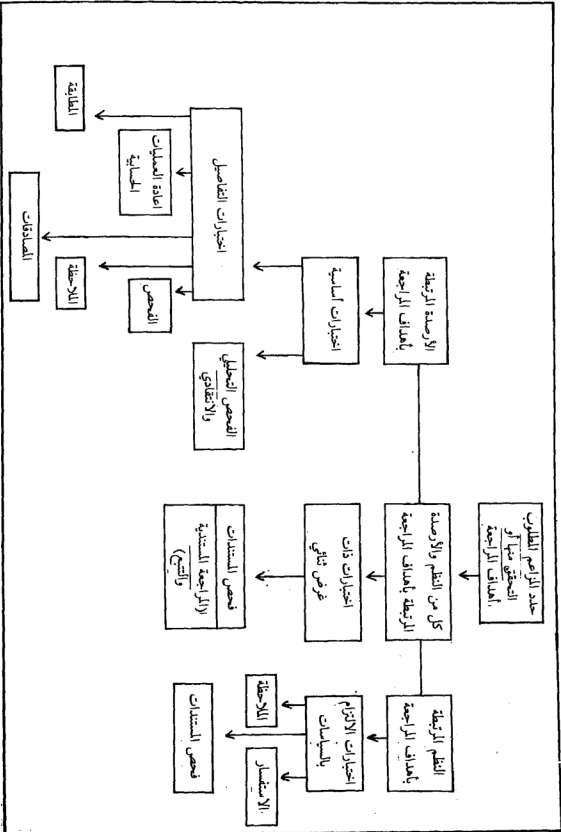 حدد المزاعم المطلوب
التحقق منها أو
أهداف المراجعة.
النظم المرتبطة
بأهداف المراجعة
كل من النظم والأرصدة
المرتبطة بأهداف المراجعة
الأرصدة المرتبطة
بأهداف المراجعة
اختبارات الالتزام
بالسياسات
اختبارات ذات
غرض ثنائي
اختبارات أساسية
الاستفسار.
فحص المستندات
الملاحظة
فحص المستندات
(المراجعة المستندية
والتتبع)
الفحص التحليلي
والانتقادي
اختبارات التفاصيل
الفحص
الملاحظة
المصادقات
اعادة العمليات
الحسابية
المطابقة